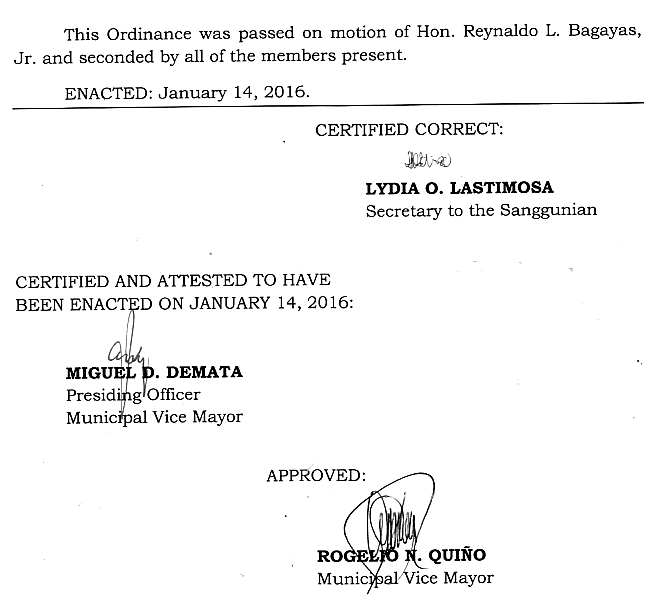 This Ordinance was passed on motion of Hon. Reynaldo L. Bagayas,
Jr. and seconded by all of the members present.
ENACTED: January 14, 2016.
CERTIFIED CORRECT:
LYDIA O. LASTIMOSA
Secretary to the Sanggunian
CERTIFIED AND ATTESTED TO HAVE
BEEN ENACTED ON JANUARY 14, 2016:
MIGUEL D. DEMATA
Presiding Officer
Municipal Vice Mayor
APPROVED:
ROGELIO N. QUIÑO
Municipal Vice Mayor